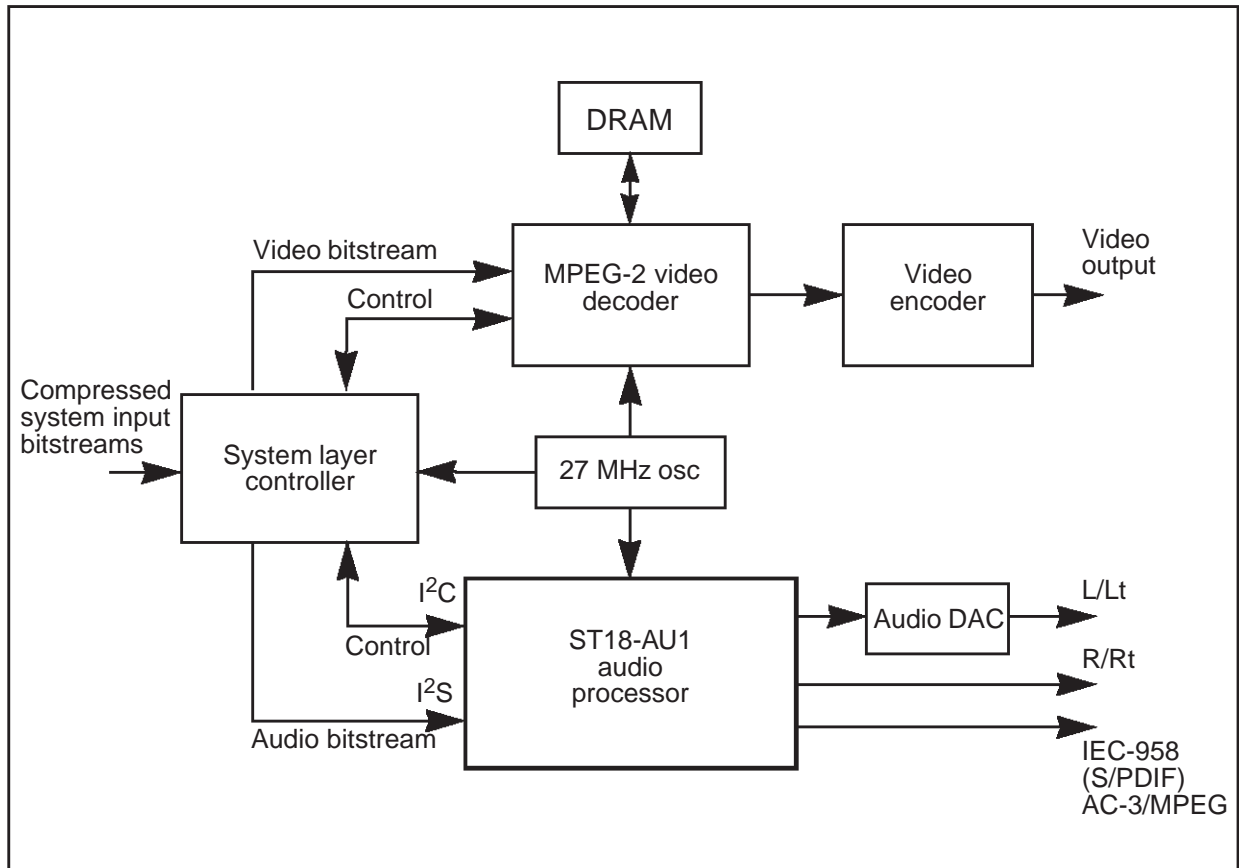 DRAM
Video bitstream
MPEG-2 video
decoder
Video
encoder
Video
output
Control
Compressed
system input
bitstreams
System layer
controller
27 MHz osc
I²C
Control
ST18-AU1
audio
processor
Audio DAC
L/Lt
R/Rt
I²S
Audio bitstream
IEC-958
(S/PDIF)
AC-3/MPEG